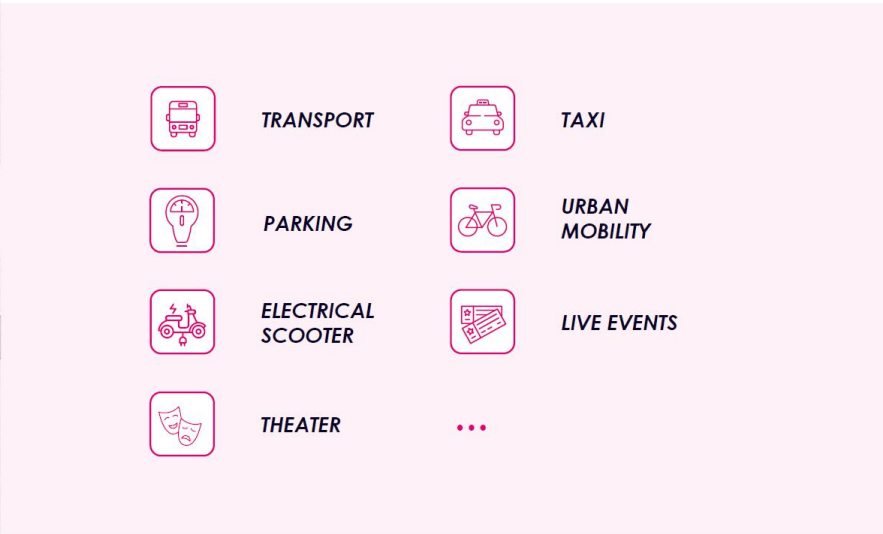 TRANSPORT
TAXI
PARKING
URBAN
MOBILITY
ELECTRICAL
SCOOTER
LIVE EVENTS
THEATER
...